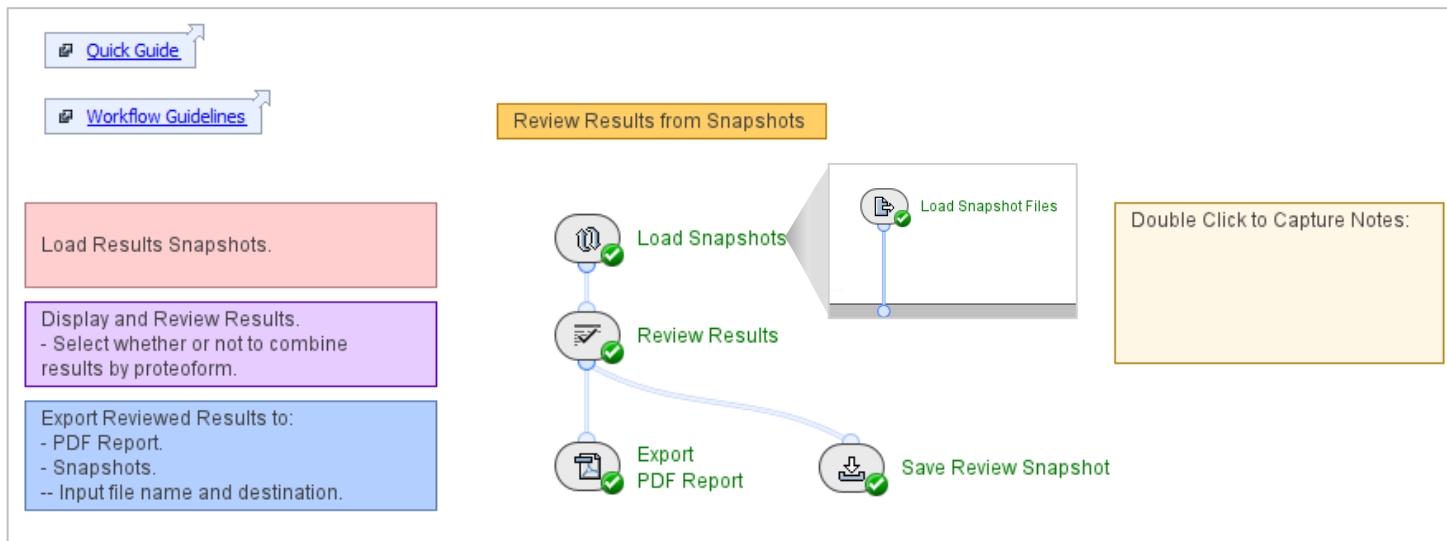 Quick Guide
Workflow Guidelines
Review Results from Snapshots
Load Results Snapshots.
Display and Review Results.
- Select whether or not to combine
results by proteoform.
Export Reviewed Results to:
- PDF Report.
- Snapshots.
-- Input file name and destination.
Load Snapshots
Load Snapshot Files
Review Results
Export
PDF Report
Save Review Snapshot
Double Click to Capture Notes: